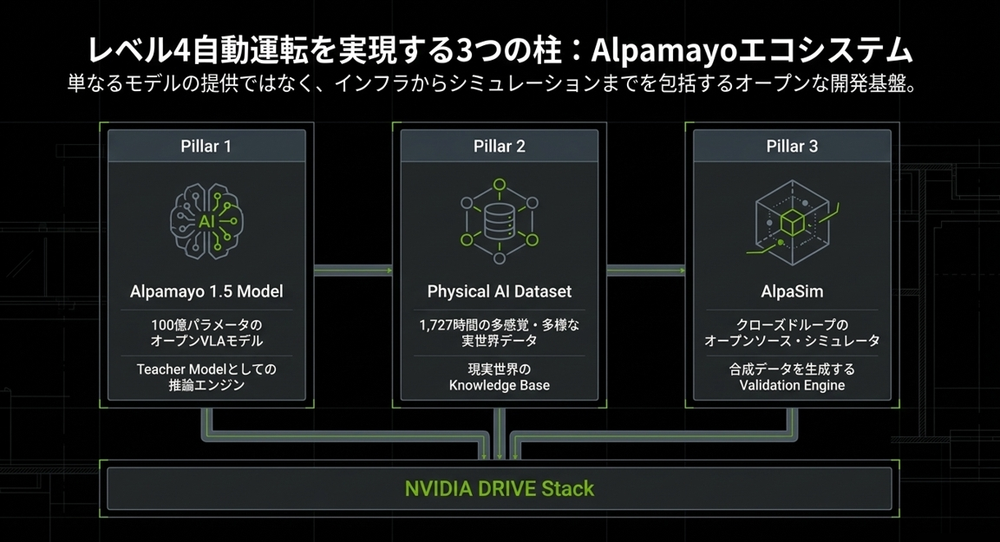 レベル4自動運転を実現する3つの柱：Alpamayoエコシステム
単なるモデルの提供ではなく、インフラからシミュレーションまでを包括するオープンな開発基盤。
Pillar 1
AI
Alpamayo 1.5 Model
100億パラメータの
オープンVLAモデル
Teacher Modelとしての
推論エンジン
Pillar 2
Physical AI Dataset
1,727時間の多感覚・多様な
実世界データ
現実世界の
Knowledge Base
Pillar 3
AlpaSim
クローズドループの
オープンソース・シミュレータ
合成データを生成する
Validation Engine
NVIDIA DRIVE Stack